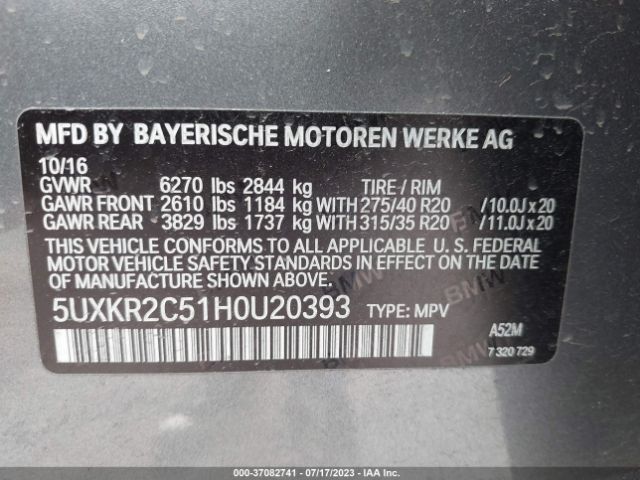 MFD BY BAYERISCHE MOTOREN WERKE AG
10/16
GVWR 6270 lbs 2844 kg TIRE / RIM
GAWR FRONT 2610 lbs 1184 kg WITH 275/40 R20 /10.0J x 20
GAWR REAR 3829 lbs 1737 kg WITH 315/35 R20 /11.0J x 20
THIS VEHICLE CONFORMS TO ALL APPLICABLE U. S. FEDERAL
MOTOR VEHICLE SAFETY STANDARDS IN EFFECT ON THE DATE
OF MANUFACTURE SHOWN ABOVE.
5UXKR2C51H0U20393 TYPE: MPV
A52M
7 320 729
BMW
BMW
BMW
000-37082741 / 07/17/2023 / IAA, Inc.